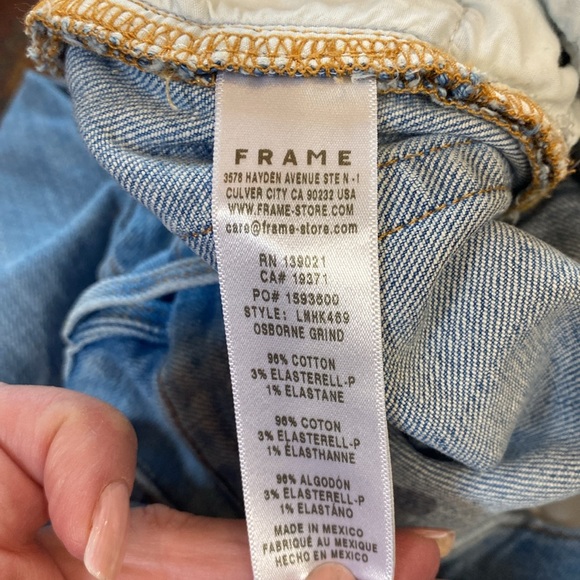 FRAME
3578 HAYDEN AVENUE STE N-1
CULVER CITY CA 90232 USA
WWW.FRAME-STORE.COM
care@frame-store.com
RN 139021
CA# 19371
PO# 1593600
STYLE: LMHK469
OSBORNE GRIND
96% COTTON
3% ELASTERELL-P
1% ELASTANE
96% COTON
3% ELASTERELL-P
1% ELASTHANNE
96% ALGODÓN
3% ELASTERELL-P
1% ELASTÁNO
MADE IN MEXICO
FABRIQUÉ AU MEXIQUE
HECHO EN MEXICO